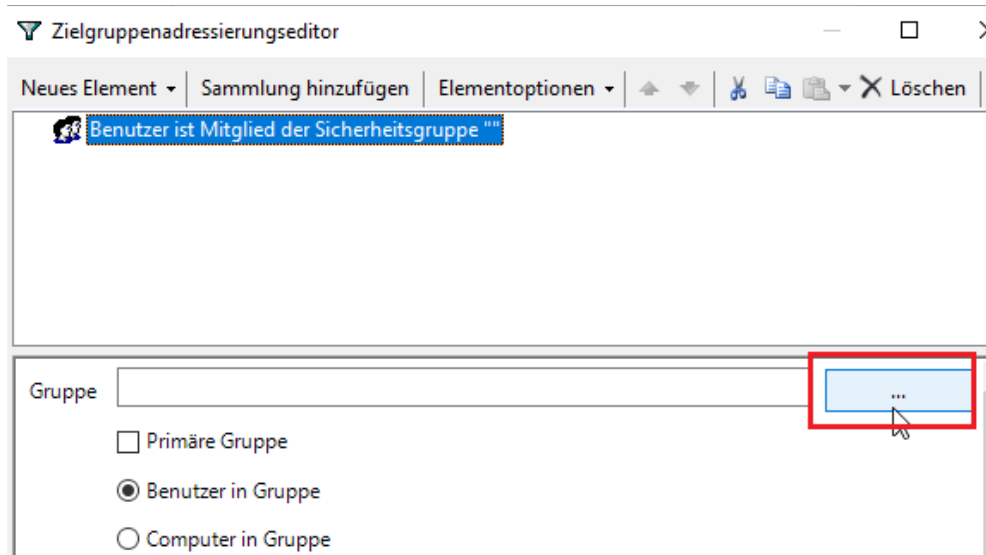 Zielgruppenadressierungseditor
Neues Element Sammlung hinzufügen Elementoptionen Löschen
Benutzer ist Mitglied der Sicherheitsgruppe ""
Gruppe ...
Primäre Gruppe
Benutzer in Gruppe
Computer in Gruppe